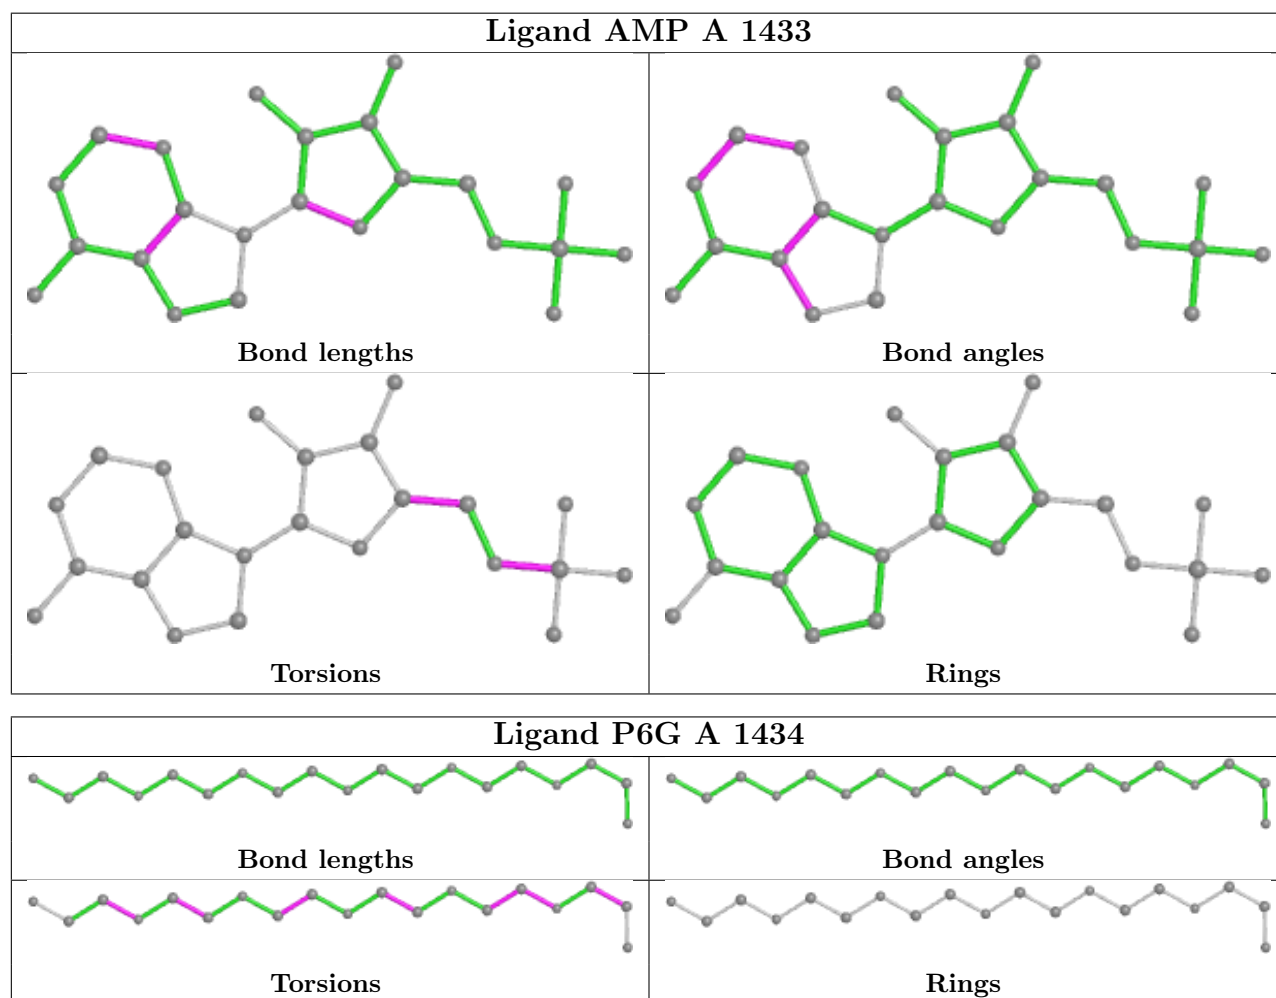 Ligand AMP A 1433
Bond lengths
Bond angles
Torsions
Rings
Ligand P6G A 1434
Bond lengths
Bond angles
Torsions
Rings